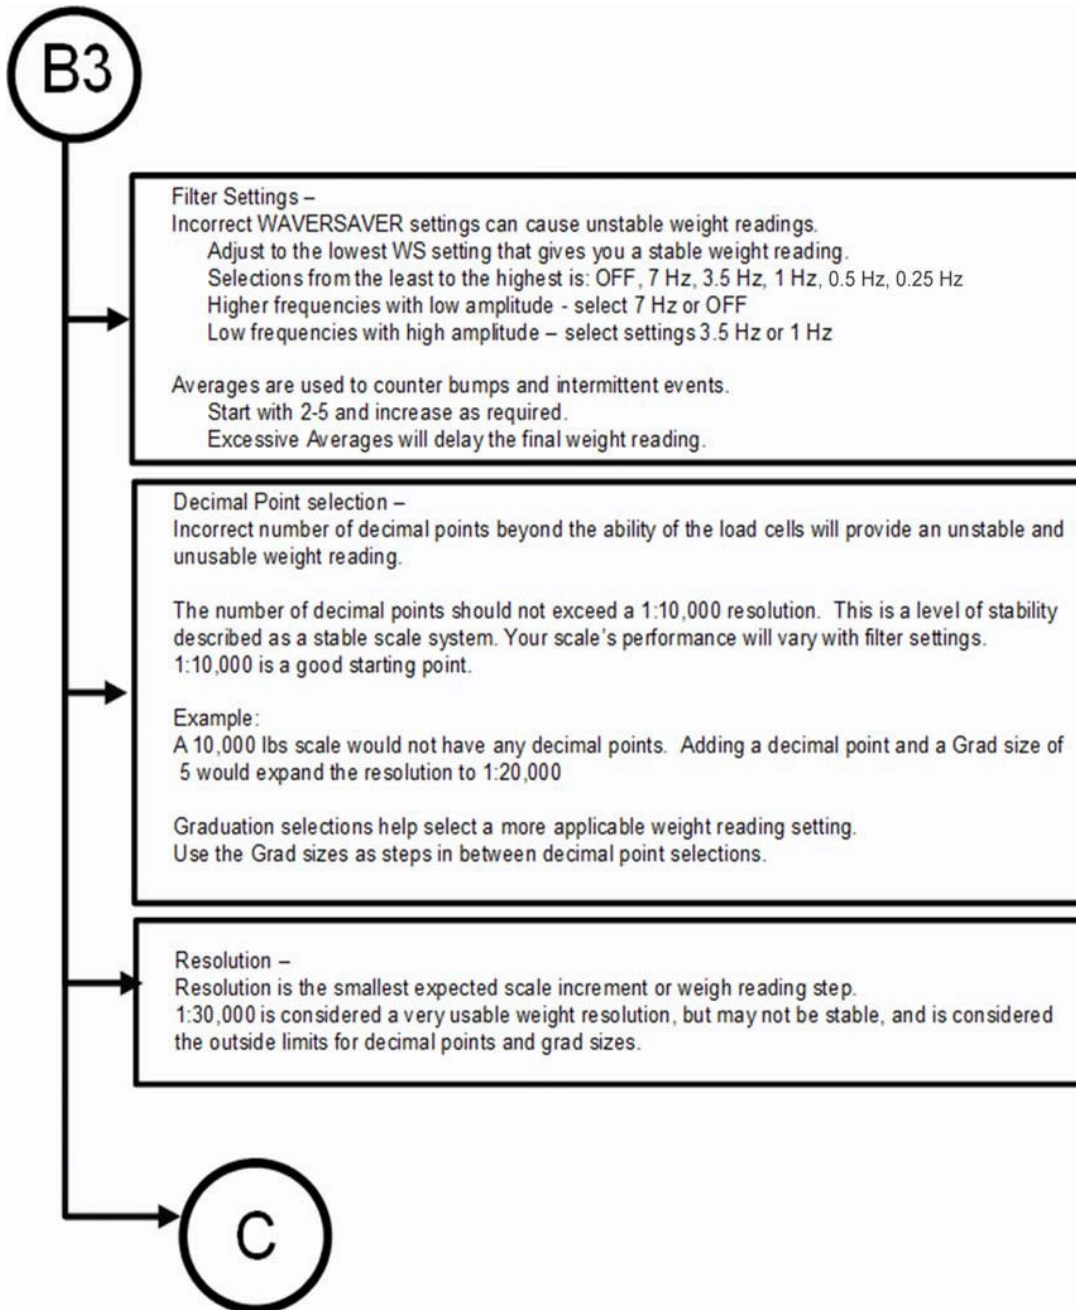 B3
Filter Settings –
Incorrect WAVERSAVER settings can cause unstable weight readings.
Adjust to the lowest WS setting that gives you a stable weight reading.
Selections from the least to the highest is: OFF, 7 Hz, 3.5 Hz, 1 Hz, 0.5 Hz, 0.25 Hz
Higher frequencies with low amplitude - select 7 Hz or OFF
Low frequencies with high amplitude – select settings 3.5 Hz or 1 Hz
Averages are used to counter bumps and intermittent events.
Start with 2-5 and increase as required.
Excessive Averages will delay the final weight reading.
Decimal Point selection –
Incorrect number of decimal points beyond the ability of the load cells will provide an unstable and
unusable weight reading.
The number of decimal points should not exceed a 1:10,000 resolution. This is a level of stability
described as a stable scale system. Your scale's performance will vary with filter settings.
1:10,000 is a good starting point.
Example:
A 10,000 lbs scale would not have any decimal points. Adding a decimal point and a Grad size of
5 would expand the resolution to 1:20,000
Graduation selections help select a more applicable weight reading setting.
Use the Grad sizes as steps in between decimal point selections.
Resolution –
Resolution is the smallest expected scale increment or weigh reading step.
1:30,000 is considered a very usable weight resolution, but may not be stable, and is considered
the outside limits for decimal points and grad sizes.
C